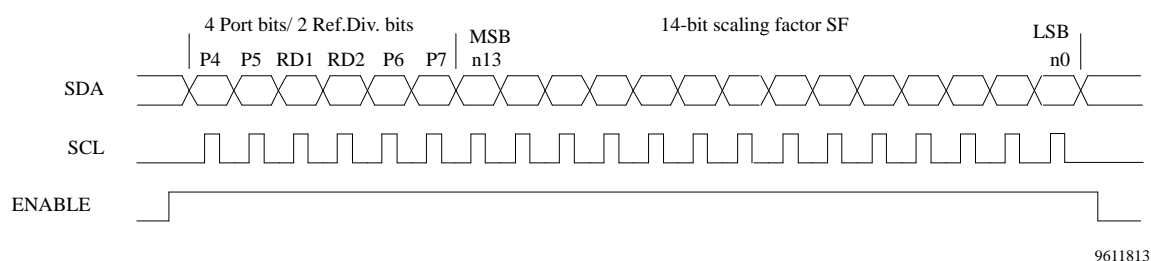 4 Port bits/ 2 Ref.Div. bits
MSB
14-bit scaling factor SF
LSB
P4 P5 RD1 RD2 P6 P7 n13 n0
SDA
SCL
ENABLE
9611813